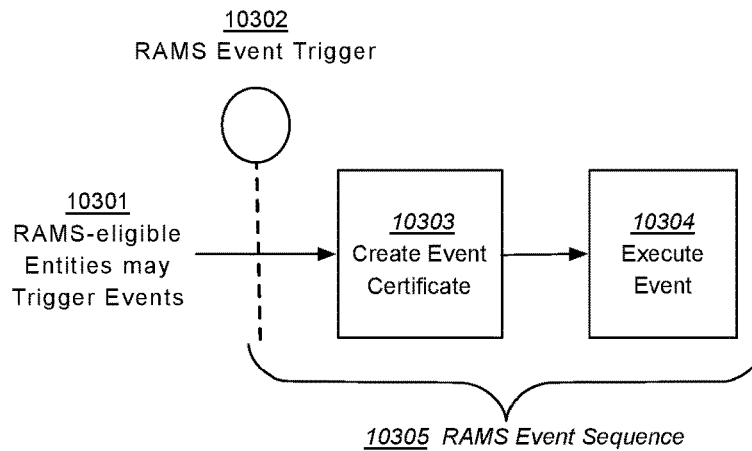 10302
RAMS Event Trigger
10301
RAMS-eligible
Entities may
Trigger Events
10303
Create Event
Certificate
10304
Execute
Event
10305 RAMS Event Sequence